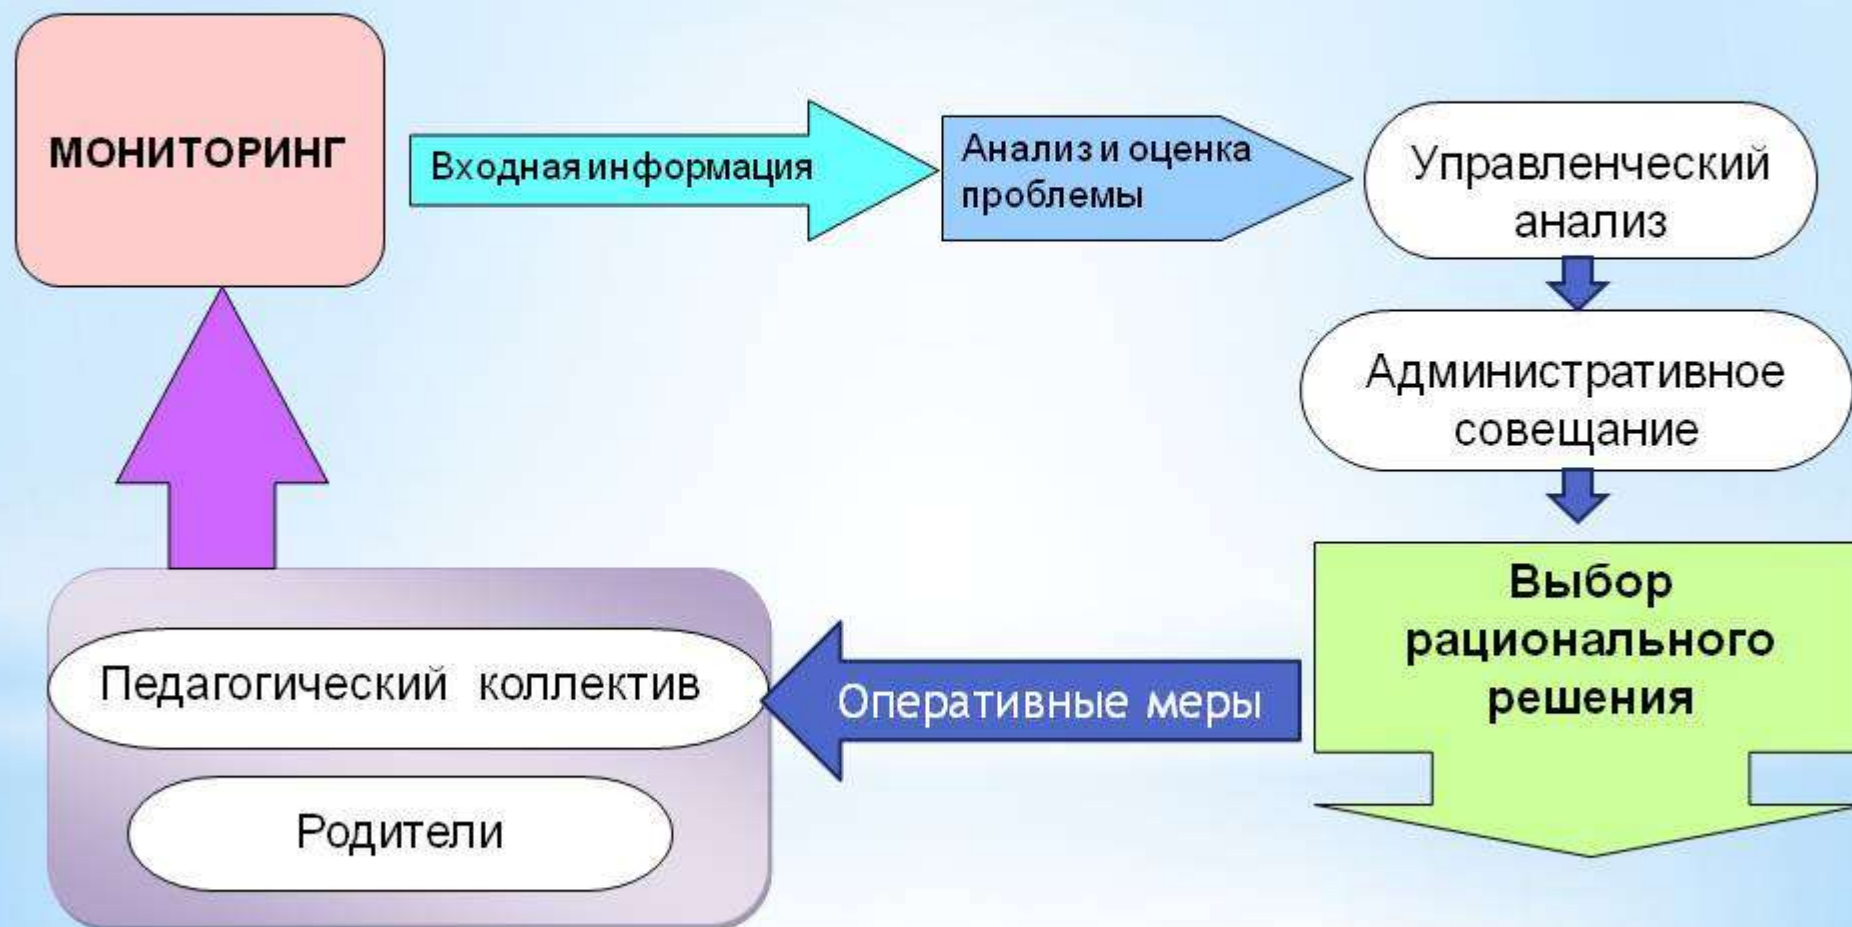 МОНИТОРИНГ
Входная информация
Анализ и оценка
проблемы
Управленческий
анализ
Административное
совещание
Выбор
рационального
решения
Оперативные меры
Педагогический коллектив
Родители